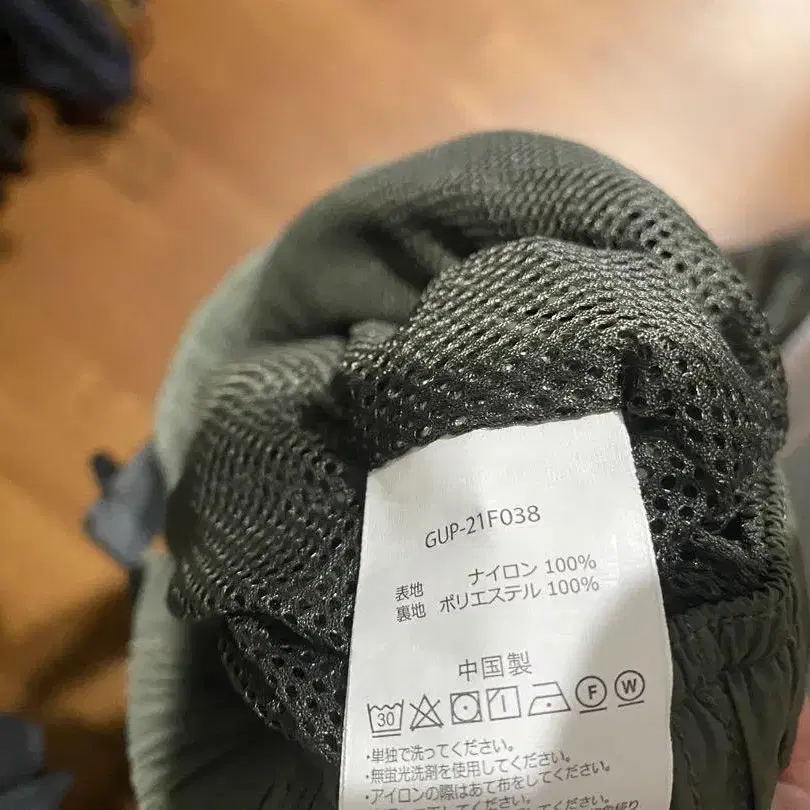 GUP-21F038
表地 ナイロン 100%
裏地 ポリエステル 100%
中国製
30 F W
・単独で洗ってください。
・無蛍光洗剤を使用してください。
・アイロンの際はあて布をしてください。